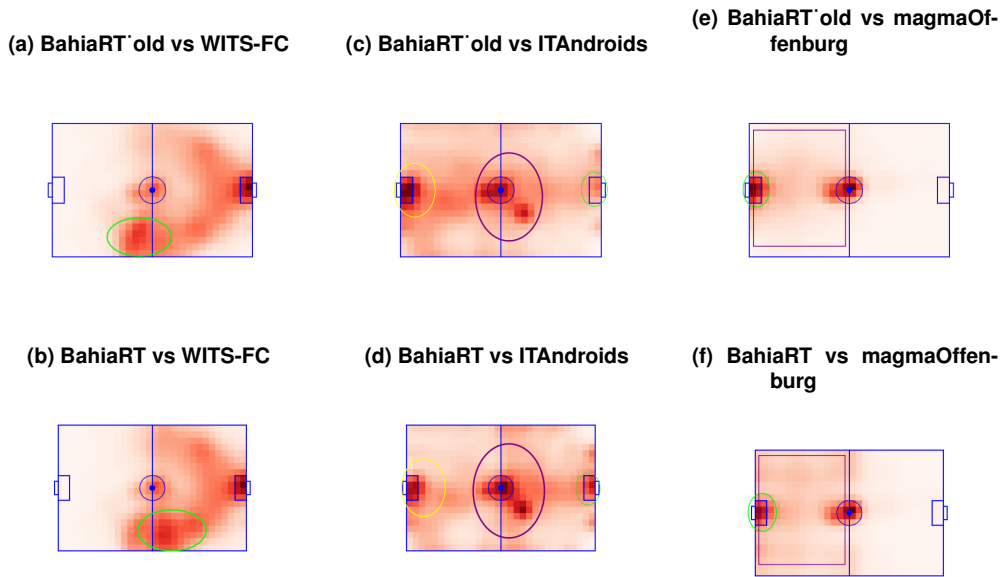 (a) BahiaRT˙old vs WITS-FC
(c) BahiaRT˙old vs ITAndroids
(e) BahiaRT˙old vs magmaOf-
fenburg
(b) BahiaRT vs WITS-FC
(d) BahiaRT vs ITAndroids
(f) BahiaRT vs magmaOffen-
burg